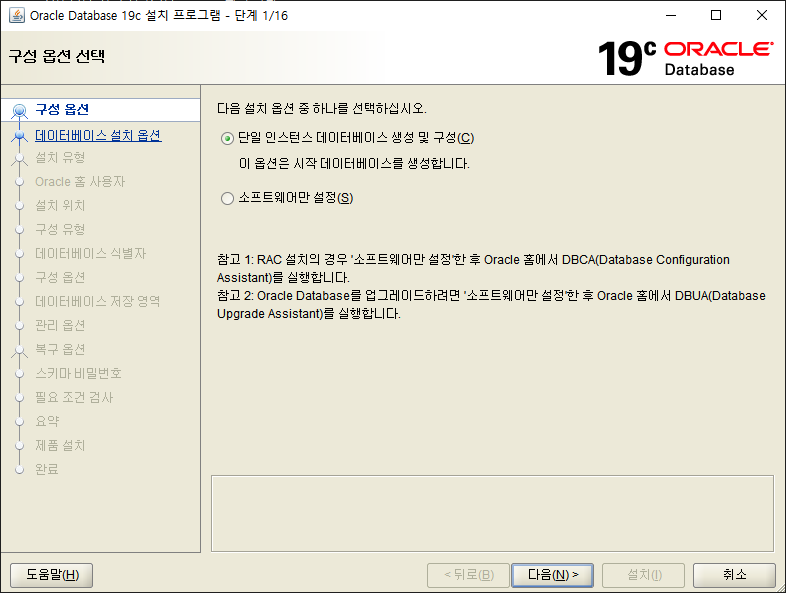 Oracle Database 19c 설치 프로그램 - 단계 1/16
구성 옵션 선택
19c ORACLE
Database
구성 옵션
데이터베이스 설치 옵션
설치 유형
Oracle 홈 사용자
설치 위치
구성 유형
데이터베이스 식별자
구성 옵션
데이터베이스 저장 영역
관리 옵션
복구 옵션
스키마 비밀번호
필요 조건 검사
요약
제품 설치
완료
다음 설치 옵션 중 하나를 선택하십시오.
단일 인스턴스 데이터베이스 생성 및 구성(C)
이 옵션은 시작 데이터베이스를 생성합니다.
소프트웨어만 설정(S)
참고 1: RAC 설치의 경우 '소프트웨어만 설정'한 후 Oracle 홈에서 DBCA(Database Configuration
Assistant)를 실행합니다.
참고 2: Oracle Database를 업그레이드하려면 '소프트웨어만 설정'한 후 Oracle 홈에서 DBUA(Database
Upgrade Assistant)를 실행합니다.
도움말(H)
< 뒤로(B)
다음(N) >
설치(I)
취소